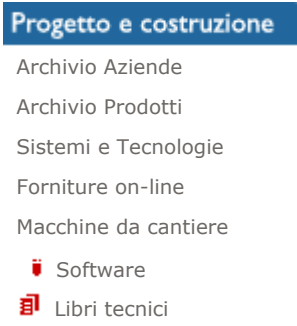 Progetto e costruzione
Archivio Aziende
Archivio Prodotti
Sistemi e Tecnologie
Forniture on-line
Macchine da cantiere
Software
Libri tecnici